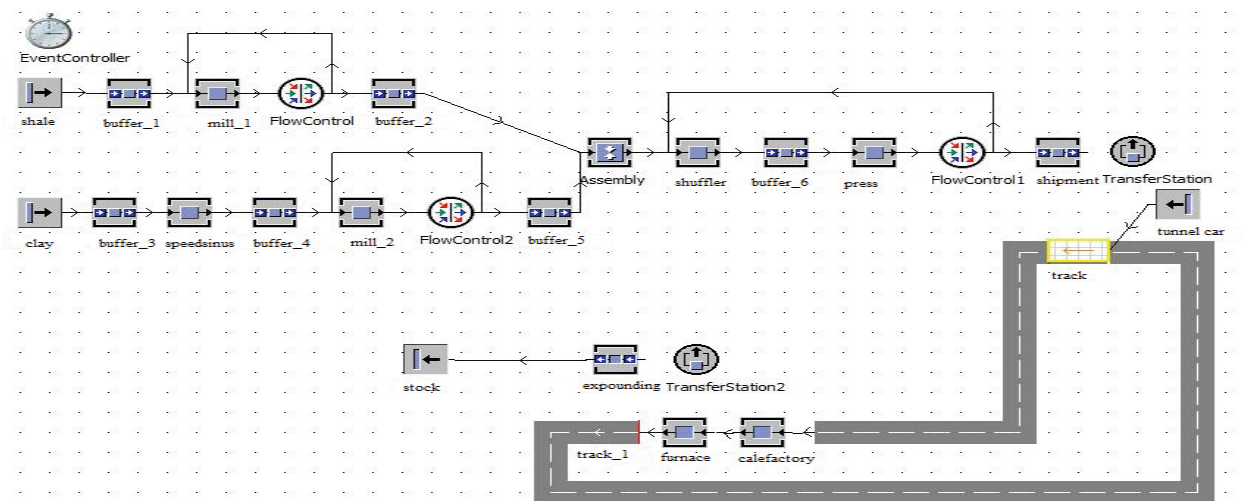 EventController
shale
buffer_1
mill_1
FlowControl
buffer_2
Assembly
shuffler
buffer_6
press
FlowControl1
shipment
TransferStation
clay
buffer_3
speedsinus
buffer_4
mill_2
FlowControl2
buffer_5
tunnel car
track
stock
expounding
TransferStation2
track_1
furnace
calefactory